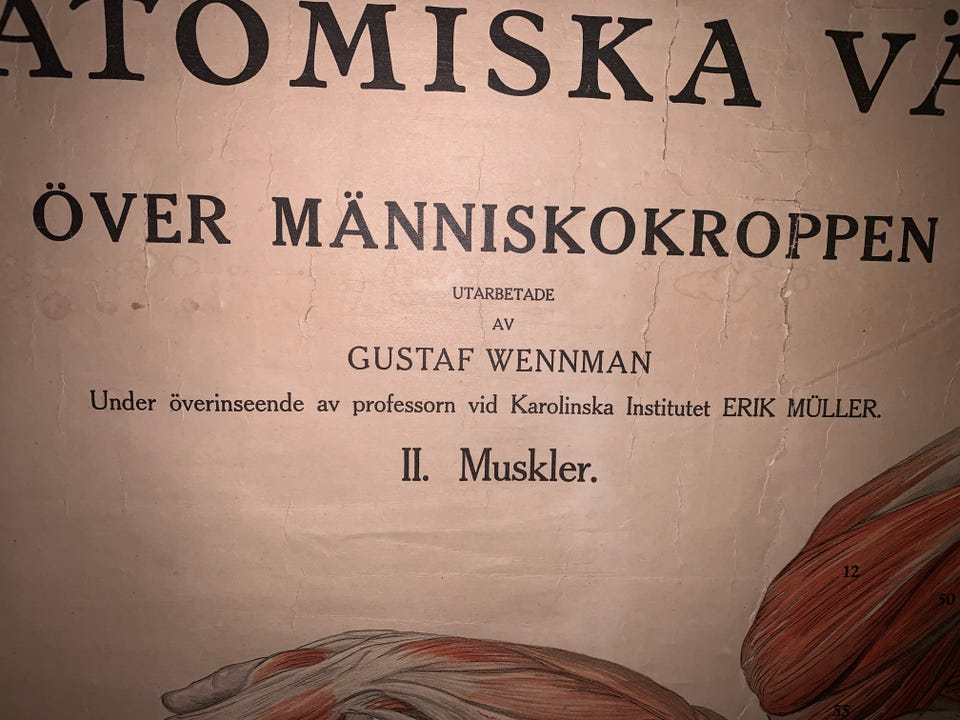 ATOMISKA VÄ
ÖVER MÄNNISKOKROPPEN
UTARBETADE
AV
GUSTAF WENNMAN
Under överinseende av professorn vid Karolinska Institutet ERIK MÜLLER.
II. Muskler.
12
50
55